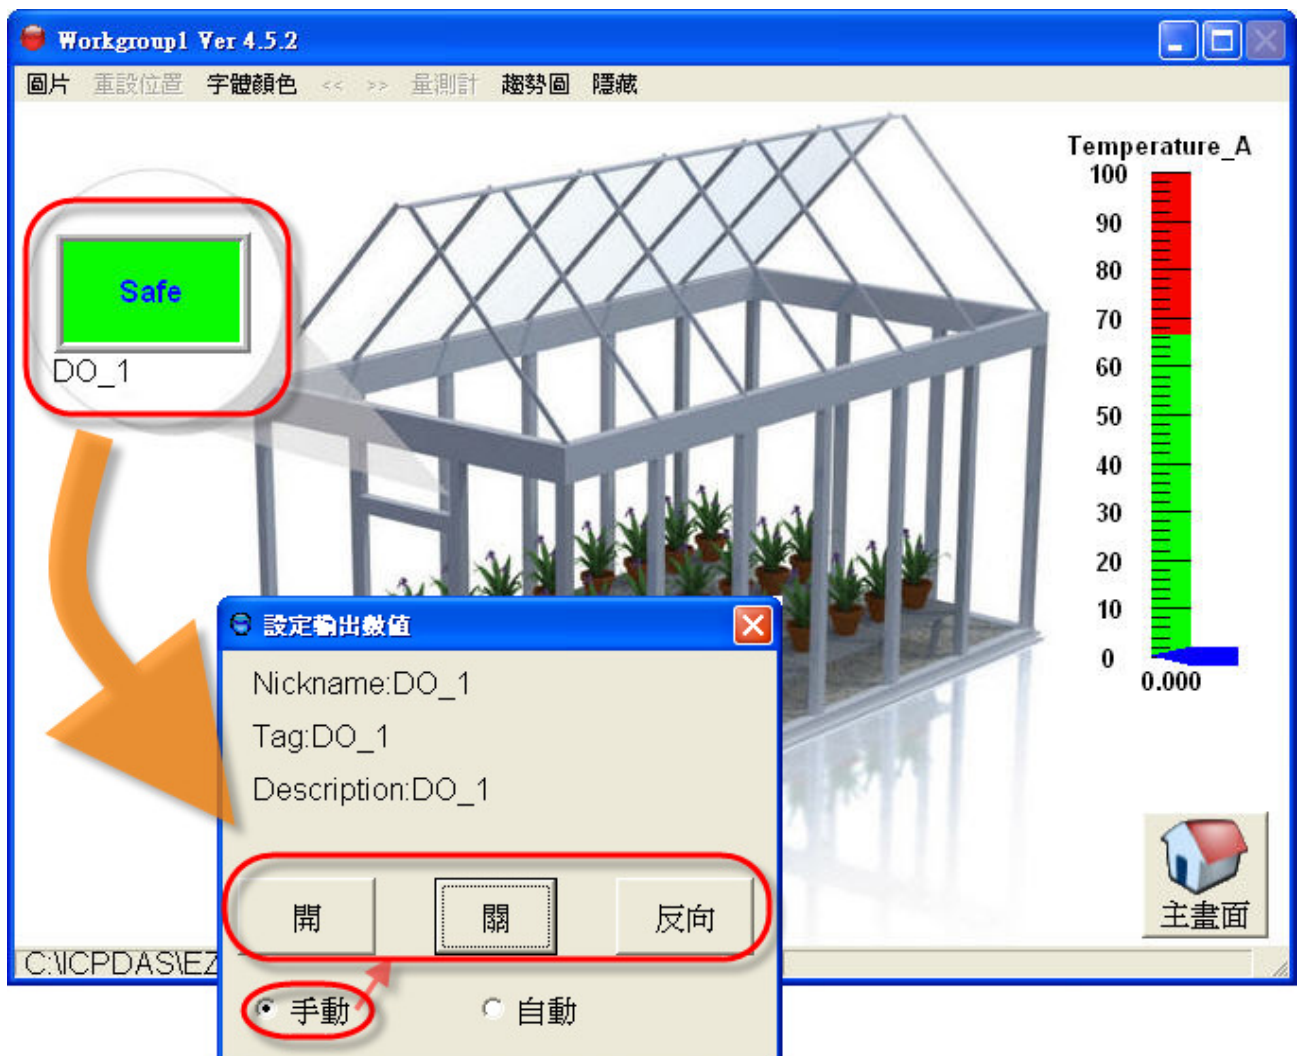 Workgroup1 Ver 4.5.2
圖片 重設位置 字體顏色 << >> 量測計 趨勢圖 隱藏
Temperature_A
100
90
80
70
60
50
40
30
20
10
0
0.000
Safe
DO_1
設定輸出數值
Nickname:DO_1
Tag:DO_1
Description:DO_1
開 關 反向
手動 自動
主畫面
C:\ICPDAS\EZ